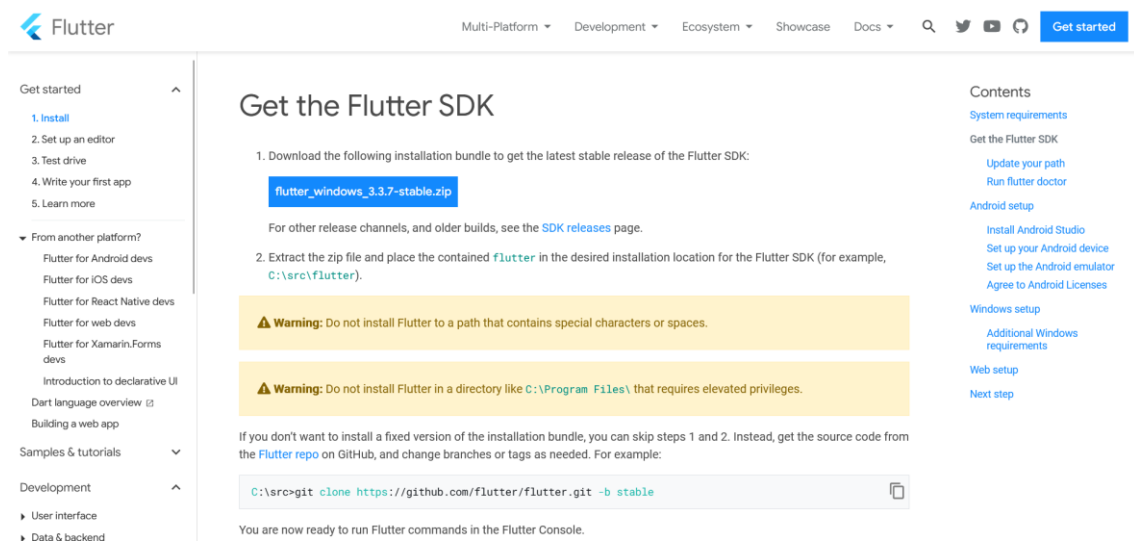 Flutter
Multi-Platform
Development
Ecosystem
Showcase
Docs
Get started
Get started
1. Install
2. Set up an editor
3. Test drive
4. Write your first app
5. Learn more
From another platform?
Flutter for Android devs
Flutter for iOS devs
Flutter for React Native devs
Flutter for web devs
Flutter for Xamarin.Forms
devs
Introduction to declarative UI
Dart language overview
Building a web app
Samples & tutorials
Development
User interface
Data & backend
Get the Flutter SDK
1. Download the following installation bundle to get the latest stable release of the Flutter SDK:
flutter_windows_3.3.7-stable.zip
For other release channels, and older builds, see the SDK releases page.
2. Extract the zip file and place the contained flutter in the desired installation location for the Flutter SDK (for example,
C:\src\flutter).
Warning: Do not install Flutter to a path that contains special characters or spaces.
Warning: Do not install Flutter in a directory like C:\Program Files\ that requires elevated privileges.
If you don't want to install a fixed version of the installation bundle, you can skip steps 1 and 2. Instead, get the source code from
the Flutter repo on GitHub, and change branches or tags as needed. For example:
C:\src>git clone https://github.com/flutter/flutter.git -b stable
You are now ready to run Flutter commands in the Flutter Console.
Contents
System requirements
Get the Flutter SDK
Update your path
Run flutter doctor
Android setup
Install Android Studio
Set up your Android device
Set up the Android emulator
Agree to Android Licenses
Windows setup
Additional Windows
requirements
Web setup
Next step